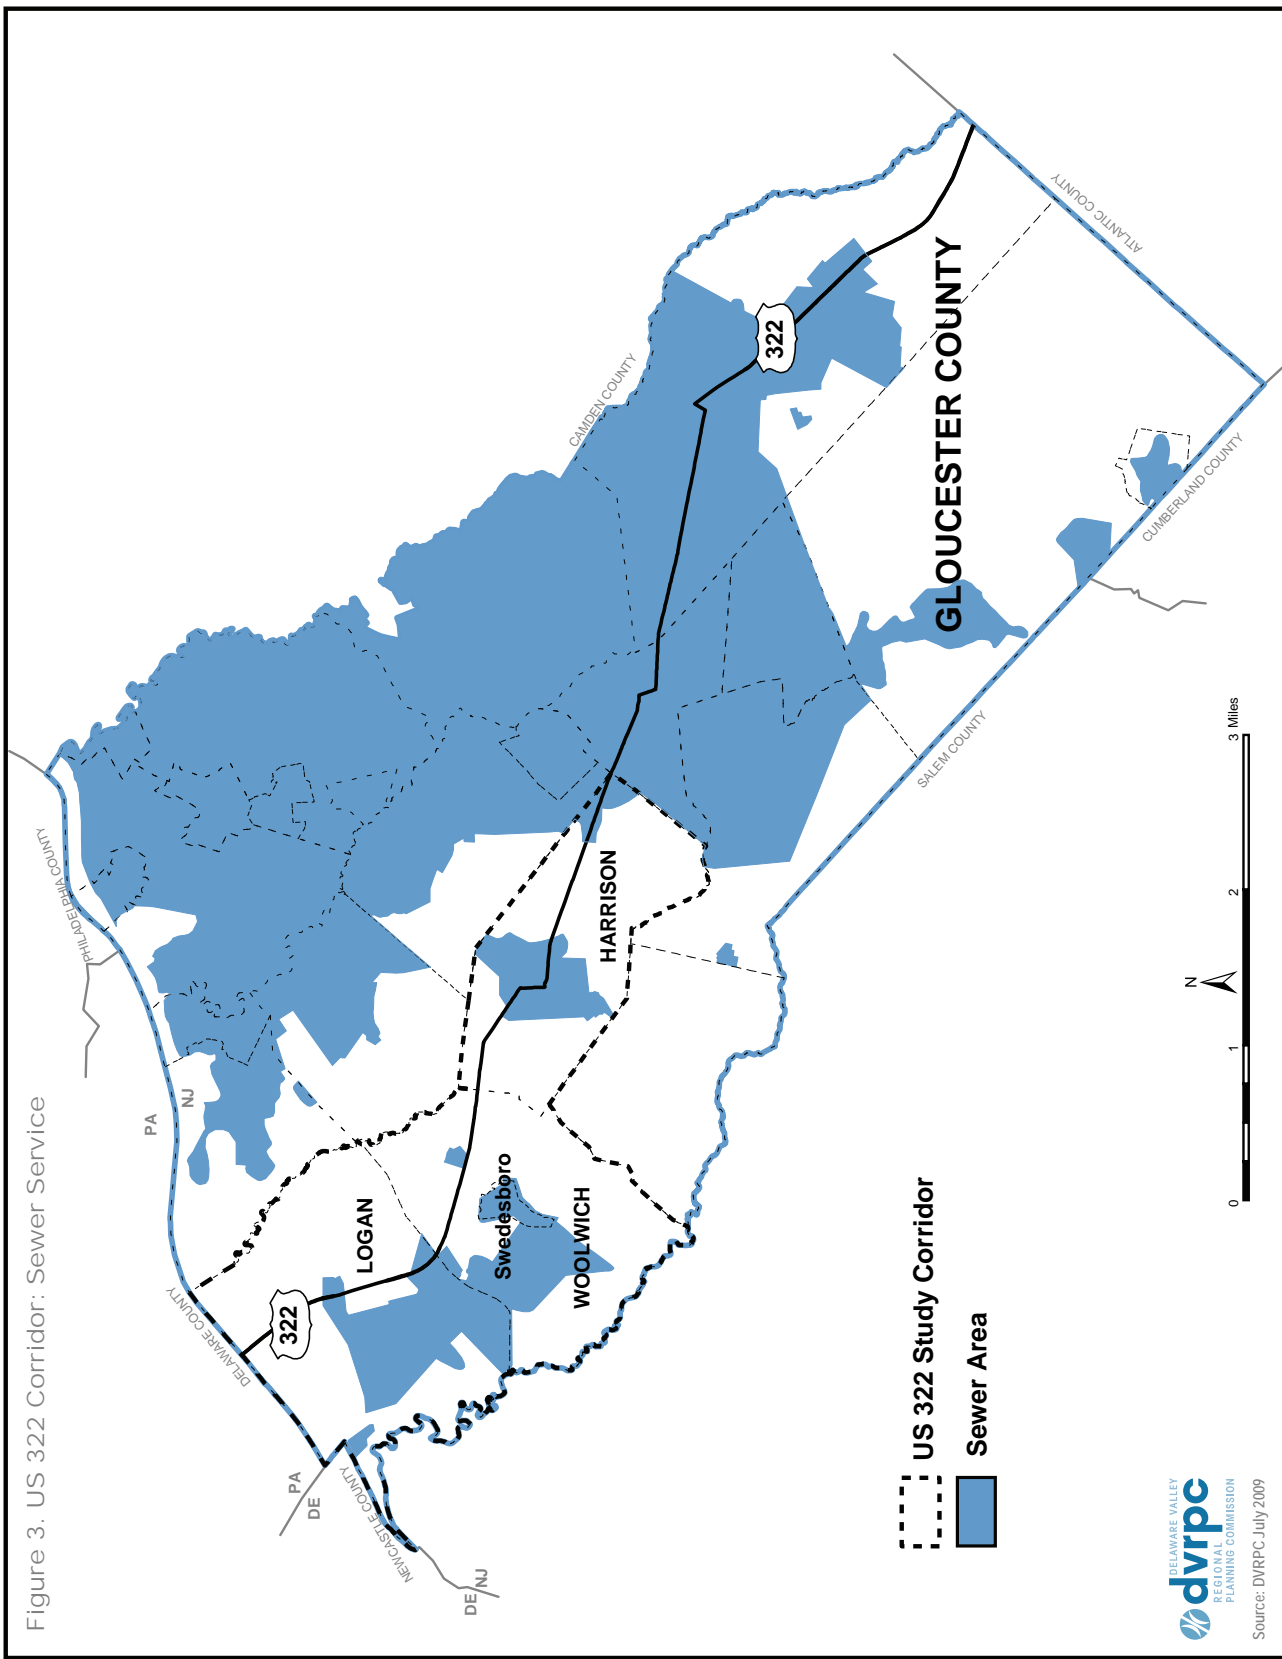 Figure 3. US 322 Corridor: Sewer Service
PHILADELPHIA COUNTY
CAMDEN COUNTY
ATLANTIC COUNTY
PA
NJ
DELAWARE COUNTY
322
322
LOGAN
Swedesboro
WOOLWICH
HARRISON
GLOUCESTER COUNTY
PA
DE
NEWCASTLE COUNTY
DE
NJ
SALEM COUNTY
CUMBERLAND COUNTY
US 322 Study Corridor
Sewer Area
N
0 1 2 3 Miles
DELAWARE VALLEY
dvrpc
REGIONAL
PLANNING COMMISSION
Source: DVRPC July 2009